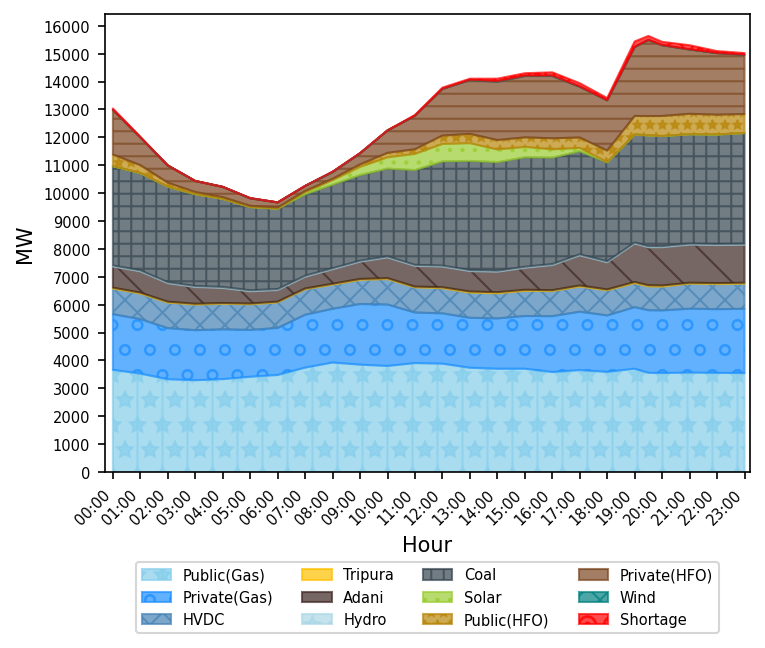 16000
15000
14000
13000
12000
11000
10000
9000
8000
7000
6000
5000
4000
3000
2000
1000
0
MW
00:00 01:00 02:00 03:00 04:00 05:00 06:00 07:00 08:00 09:00 10:00 11:00 12:00 13:00 14:00 15:00 16:00 17:00 18:00 19:00 20:00 21:00 22:00 23:00
Hour
Public(Gas) Tripura Coal Private(HFO)
Private(Gas) Adani Solar Wind
HVDC Hydro Public(HFO) Shortage